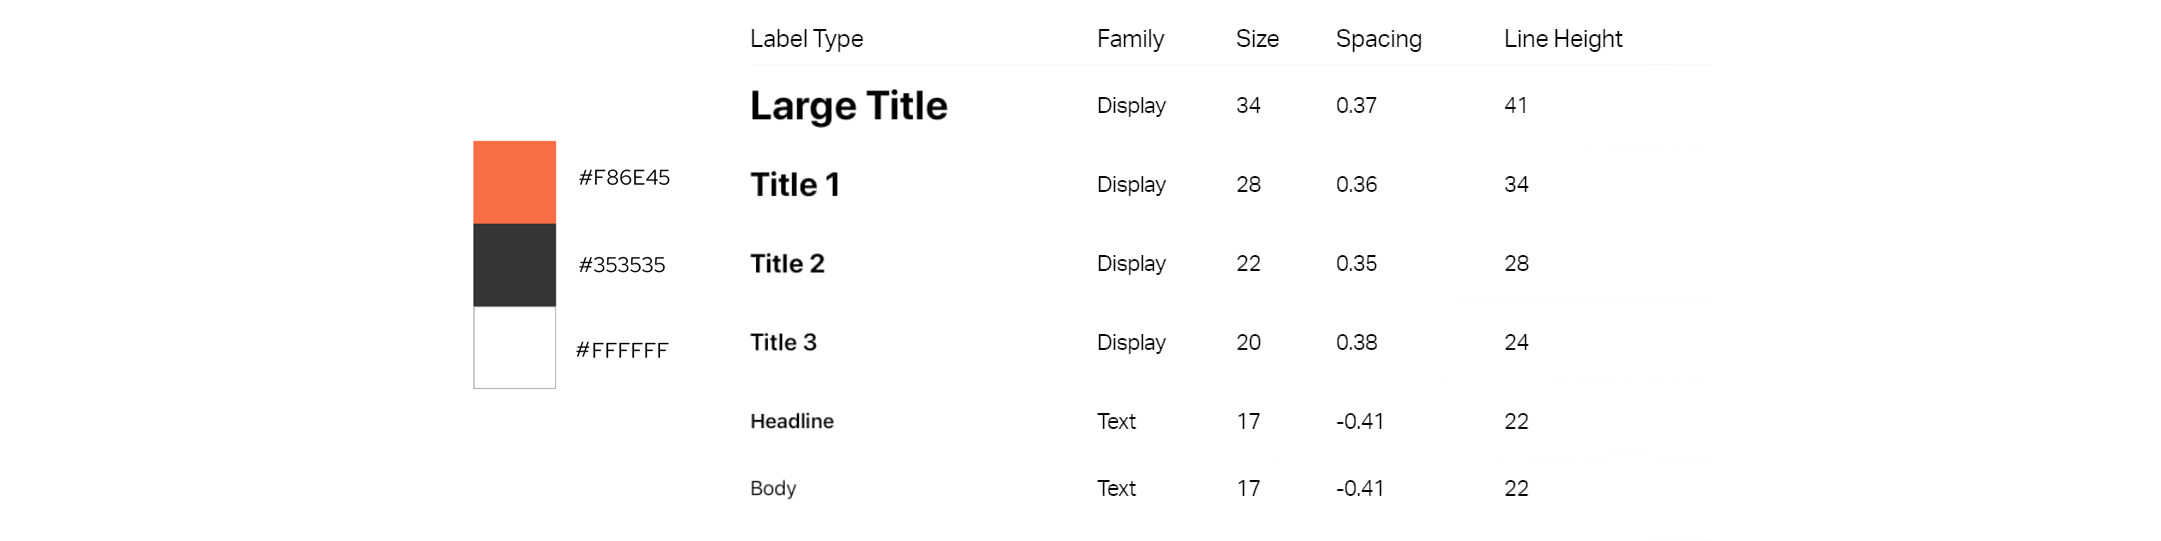 #F86E45
#353535
#FFFFFF
Label Type Family Size Spacing Line Height
Large Title Display 34 0.37 41
Title 1 Display 28 0.36 34
Title 2 Display 22 0.35 28
Title 3 Display 20 0.38 24
Headline Text 17 -0.41 22
Body Text 17 -0.41 22